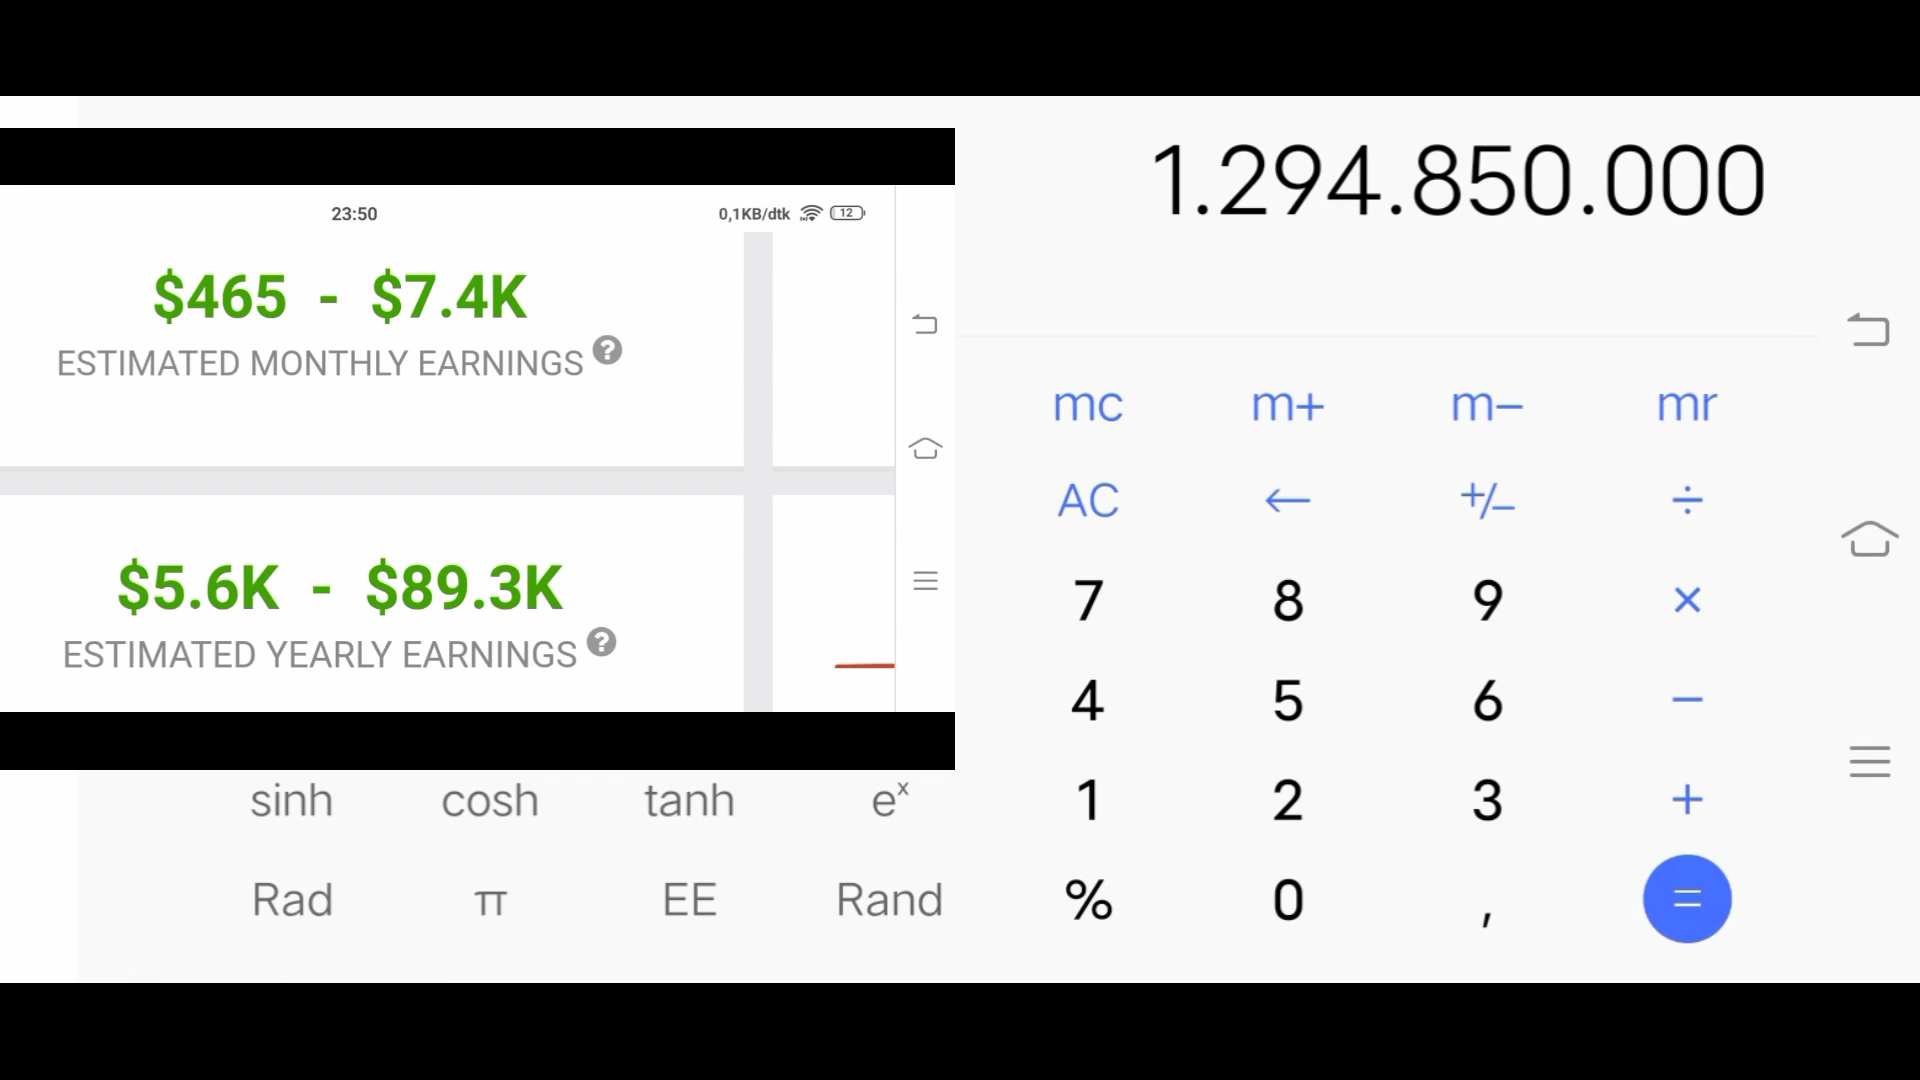 1.294.850.000
23:50
0,1KB/dtk
12
$465 - $7.4K
ESTIMATED MONTHLY EARNINGS ?
$5.6K - $89.3K
ESTIMATED YEARLY EARNINGS ?
mc m+ m− mr
AC ← +/− ÷
7 8 9 ×
4 5 6 −
sinh cosh tanh eˣ 1 2 3 +
Rad π EE Rand % 0 , =